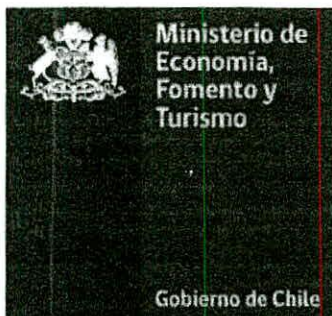 Ministerio de
Economía,
Fomento y
Turismo
Gobierno de Chile